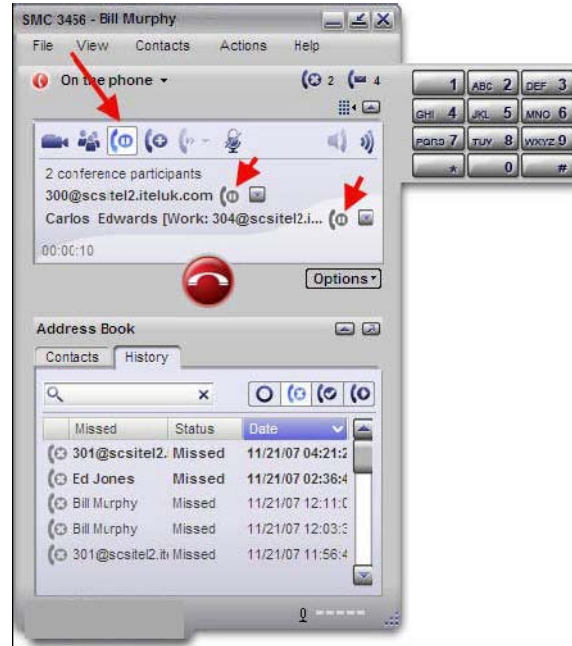 SMC 3456 - Bill Murphy
File View Contacts Actions Help
On the phone 2 4
1 ABC 2 DEF 3
GHI 4 JKL 5 MNO 6
PQRS 7 TUV 8 WXYZ 9
* 0 #
2 conference participants
300@scsitel2.iteluk.com
Carlos Edwards [Work: 304@scsitel2.i...
00:00:10
Options
Address Book
Contacts History
Missed Status Date
301@scsitel2. Missed 11/21/07 04:21:2
Ed Jones Missed 11/21/07 02:36:4
Bill Murphy Missed 11/21/07 12:11:0
Bill Murphy Missed 11/21/07 12:03:
301@scsitel2.it Missed 11/21/07 11:56:4